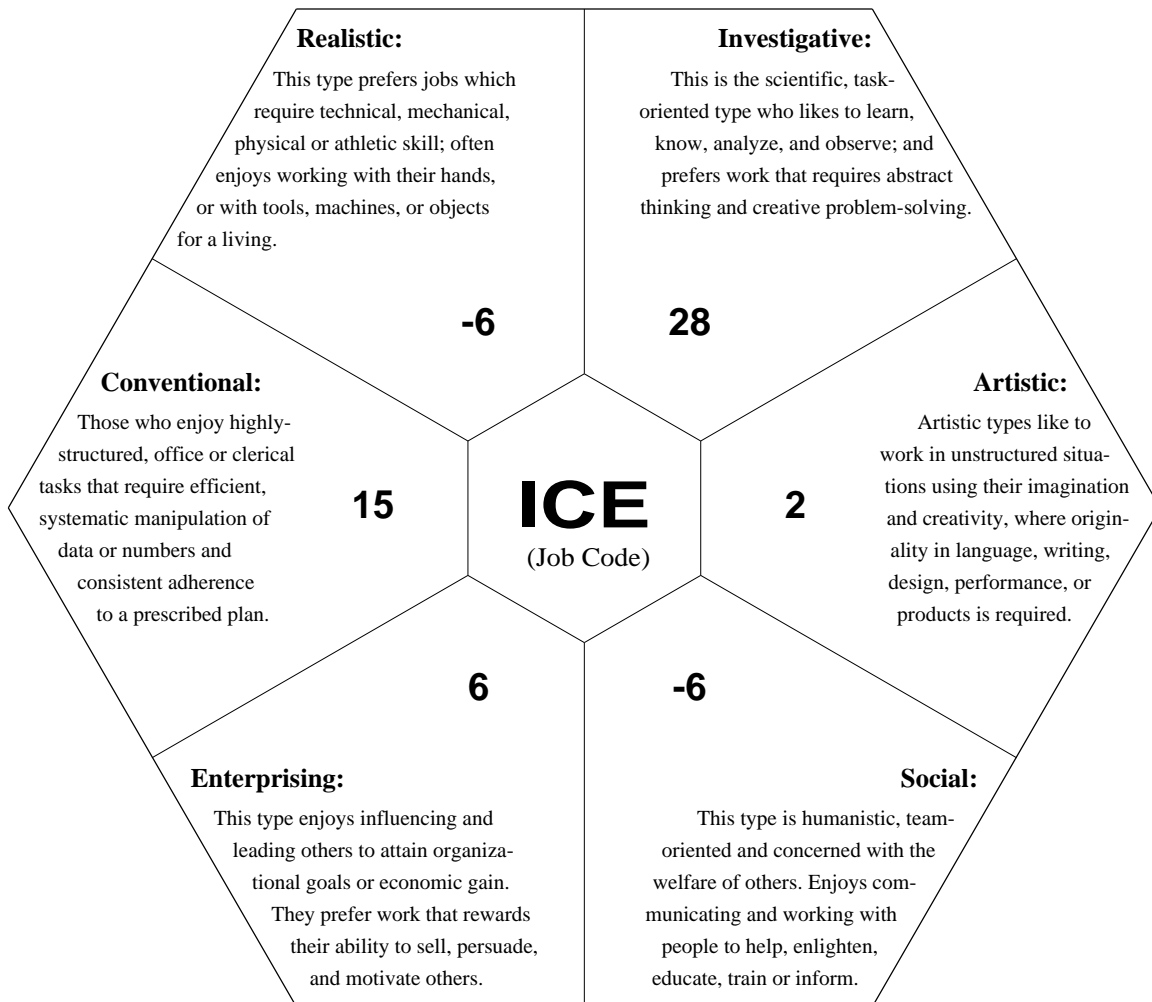 Realistic:
This type prefers jobs which
require technical, mechanical,
physical or athletic skill; often
enjoys working with their hands,
or with tools, machines, or objects
for a living.
-6
Investigative:
This is the scientific, task-
oriented type who likes to learn,
know, analyze, and observe; and
prefers work that requires abstract
thinking and creative problem-solving.
28
Conventional:
Those who enjoy highly-
structured, office or clerical
tasks that require efficient,
systematic manipulation of
data or numbers and
consistent adherence
to a prescribed plan.
15
ICE
(Job Code)
2
Artistic:
Artistic types like to
work in unstructured situa-
tions using their imagination
and creativity, where origin-
ality in language, writing,
design, performance, or
products is required.
6
Enterprising:
This type enjoys influencing and
leading others to attain organiza-
tional goals or economic gain.
They prefer work that rewards
their ability to sell, persuade,
and motivate others.
-6
Social:
This type is humanistic, team-
oriented and concerned with the
welfare of others. Enjoys com-
municating and working with
people to help, enlighten,
educate, train or inform.